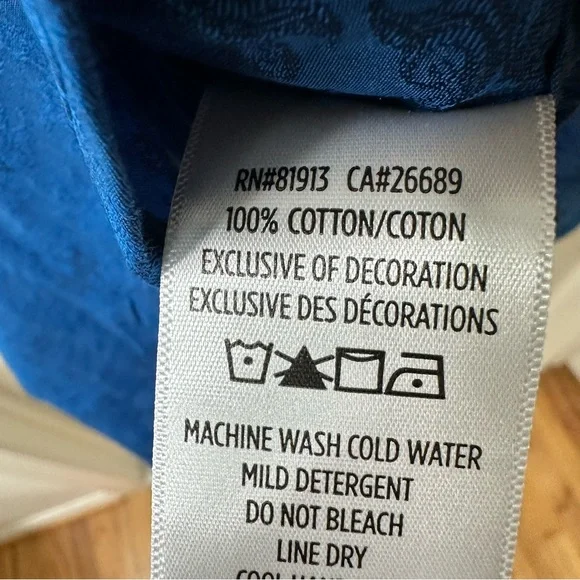 RN#81913 CA#26689
100% COTTON/COTON
EXCLUSIVE OF DECORATION
EXCLUSIVE DES DÉCORATIONS
MACHINE WASH COLD WATER
MILD DETERGENT
DO NOT BLEACH
LINE DRY
COOL